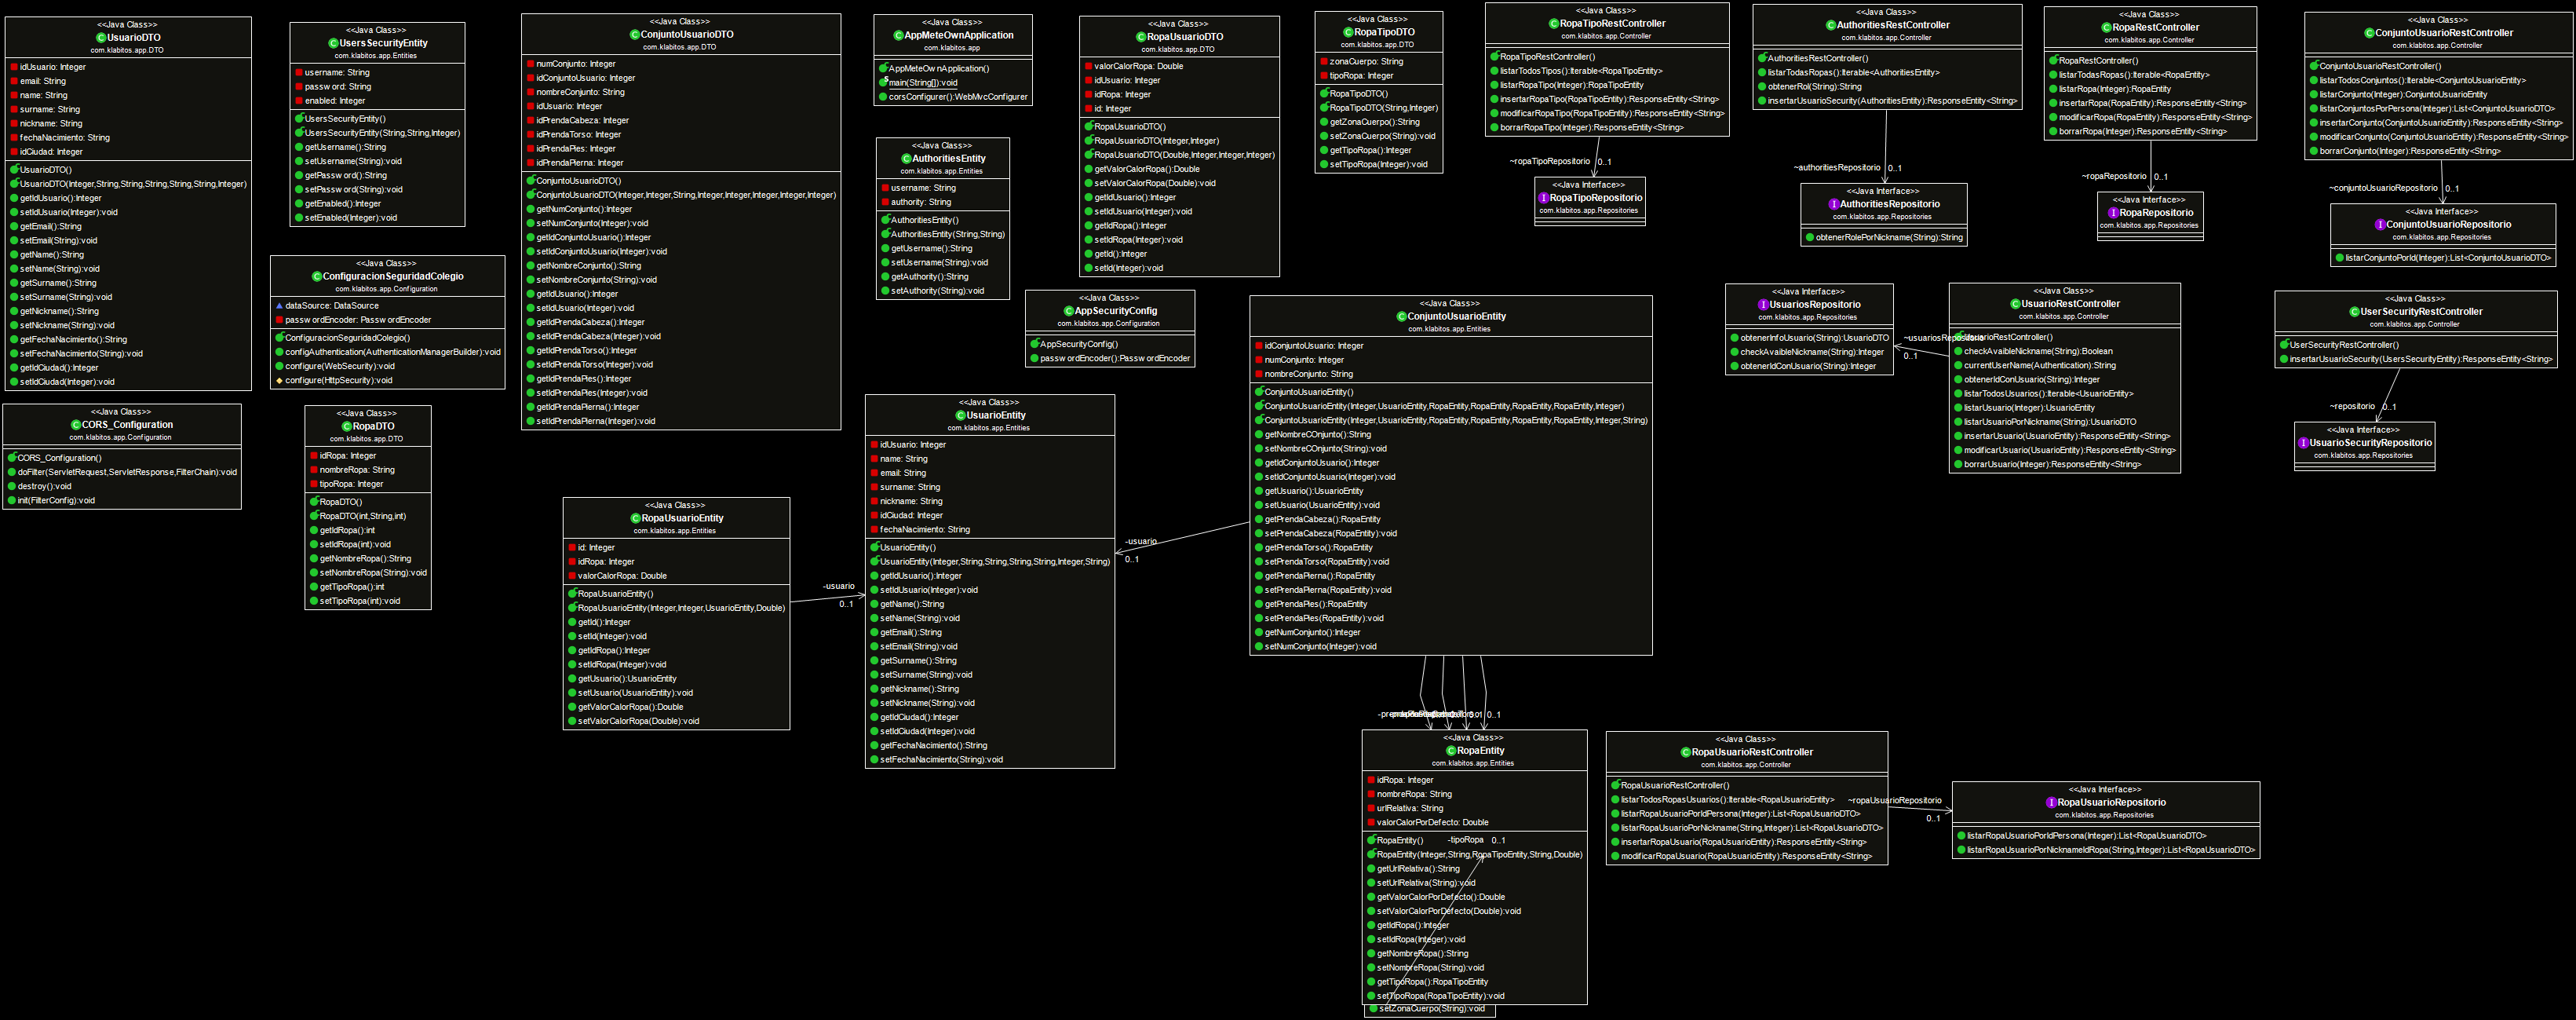 <<Java Class>>
UsuarioDTO
com.klabitos.app.DTO
idUsuario: Integer
email: String
name: String
surname: String
nickname: String
fechaNacimiento: String
idCiudad: Integer
UsuarioDTO()
UsuarioDTO(Integer,String,String,String,String,String,Integer)
getIdUsuario():Integer
setIdUsuario(Integer):void
getEmail():String
setEmail(String):void
getName():String
setName(String):void
getSurname():String
setSurname(String):void
getNickname():String
setNickname(String):void
getFechaNacimiento():String
setFechaNacimiento(String):void
getIdCiudad():Integer
setIdCiudad(Integer):void
<<Java Class>>
UsersSecurityEntity
com.klabitos.app.Entities
username: String
password: String
enabled: Integer
UsersSecurityEntity()
UsersSecurityEntity(String,String,Integer)
getUsername():String
setUsername(String):void
getPassword():String
setPassword(String):void
getEnabled():Integer
setEnabled(Integer):void
<<Java Class>>
ConfiguracionSeguridadColegio
com.klabitos.app.Configuration
dataSource: DataSource
passwordEncoder: PasswordEncoder
ConfiguracionSeguridadColegio()
configAuthentication(AuthenticationManagerBuilder):void
configure(WebSecurity):void
configure(HttpSecurity):void
<<Java Class>>
CORS_Configuration
com.klabitos.app.Configuration
CORS_Configuration()
doFilter(ServletRequest,ServletResponse,FilterChain):void
destroy():void
init(FilterConfig):void
<<Java Class>>
RopaDTO
com.klabitos.app.DTO
idRopa: Integer
nombreRopa: String
tipoRopa: Integer
RopaDTO()
RopaDTO(int,String,int)
getIdRopa():int
setIdRopa(int):void
getNombreRopa():String
setNombreRopa(String):void
getTipoRopa():int
setTipoRopa(int):void
<<Java Class>>
ConjuntoUsuarioDTO
com.klabitos.app.DTO
numConjunto: Integer
idConjuntoUsuario: Integer
nombreConjunto: String
idUsuario: Integer
idPrendaCabeza: Integer
idPrendaTorso: Integer
idPrendaPies: Integer
idPrendaPierna: Integer
ConjuntoUsuarioDTO()
ConjuntoUsuarioDTO(Integer,Integer,String,Integer,Integer,Integer,Integer,Integer)
getNumConjunto():Integer
setNumConjunto(Integer):void
getIdConjuntoUsuario():Integer
setIdConjuntoUsuario(Integer):void
getNombreConjunto():String
setNombreConjunto(String):void
getIdUsuario():Integer
setIdUsuario(Integer):void
getIdPrendaCabeza():Integer
setIdPrendaCabeza(Integer):void
getIdPrendaTorso():Integer
setIdPrendaTorso(Integer):void
getIdPrendaPies():Integer
setIdPrendaPies(Integer):void
getIdPrendaPierna():Integer
setIdPrendaPierna(Integer):void
<<Java Class>>
AppMeteOwnApplication
com.klabitos.app
AppMeteOwnApplication()
main(String[]):void
corsConfigurer():WebMvcConfigurer
<<Java Class>>
AuthoritiesEntity
com.klabitos.app.Entities
username: String
authority: String
AuthoritiesEntity()
AuthoritiesEntity(String,String)
getUsername():String
setUsername(String):void
getAuthority():String
setAuthority(String):void
<<Java Class>>
RopaUsuarioDTO
com.klabitos.app.DTO
valorCalorRopa: Double
idUsuario: Integer
idRopa: Integer
id: Integer
RopaUsuarioDTO()
RopaUsuarioDTO(Integer,Integer)
RopaUsuarioDTO(Double,Integer,Integer,Integer)
getValorCalorRopa():Double
setValorCalorRopa(Double):void
getIdUsuario():Integer
setIdUsuario(Integer):void
getIdRopa():Integer
setIdRopa(Integer):void
getId():Integer
setId(Integer):void
<<Java Class>>
AppSecurityConfig
com.klabitos.app.Configuration
AppSecurityConfig()
passwordEncoder():PasswordEncoder
<<Java Class>>
RopaTipoDTO
com.klabitos.app.DTO
zonaCuerpo: String
tipoRopa: Integer
RopaTipoDTO()
RopaTipoDTO(String,Integer)
getZonaCuerpo():String
setZonaCuerpo(String):void
getTipoRopa():Integer
setTipoRopa(Integer):void
<<Java Class>>
RopaTipoRestController
com.klabitos.app.Controller
RopaTipoRestController()
listarTodosTipos():Iterable<RopaTipoEntity>
listarRopaTipo(Integer):RopaTipoEntity
insertarRopaTipo(RopaTipoEntity):ResponseEntity<String>
modificarRopaTipo(RopaTipoEntity):ResponseEntity<String>
borrarRopaTipo(Integer):ResponseEntity<String>
~ropaTipoRepositorio 0..1
<<Java Interface>>
RopaTipoRepositorio
com.klabitos.app.Repositories
<<Java Class>>
AuthoritiesRestController
com.klabitos.app.Controller
AuthoritiesRestController()
listarTodasRopas():Iterable<AuthoritiesEntity>
obtenerRol(String):String
insertarUsuarioSecurity(AuthoritiesEntity):ResponseEntity<String>
~authoritiesRepositorio 0..1
<<Java Interface>>
AuthoritiesRepositorio
com.klabitos.app.Repositories
obtenerRolePorNickname(String):String
<<Java Class>>
RopaRestController
com.klabitos.app.Controller
RopaRestController()
listarTodasRopas():Iterable<RopaEntity>
listarRopa(Integer):RopaEntity
insertarRopa(RopaEntity):ResponseEntity<String>
modificarRopa(RopaEntity):ResponseEntity<String>
borrarRopa(Integer):ResponseEntity<String>
~ropaRepositorio 0..1
<<Java Interface>>
RopaRepositorio
com.klabitos.app.Repositories
<<Java Class>>
ConjuntoUsuarioRestController
com.klabitos.app.Controller
ConjuntoUsuarioRestController()
listarTodosConjuntos():Iterable<ConjuntoUsuarioEntity>
listarConjunto(Integer):ConjuntoUsuarioEntity
listarConjuntosPorPersona(Integer):List<ConjuntoUsuarioDTO>
insertarConjunto(ConjuntoUsuarioEntity):ResponseEntity<String>
modificarConjunto(ConjuntoUsuarioEntity):ResponseEntity<String>
borrarConjunto(Integer):ResponseEntity<String>
~conjuntoUsuarioRepositorio 0..1
<<Java Interface>>
ConjuntoUsuarioRepositorio
com.klabitos.app.Repositories
listarConjuntoPorId(Integer):List<ConjuntoUsuarioDTO>
<<Java Interface>>
UsuariosRepositorio
com.klabitos.app.Repositories
obtenerInfoUsuario(String):UsuarioDTO
checkAvaibleNickname(String):Integer
obtenerIdConUsuario(String):Integer
0..1
<<Java Class>>
UsuarioRestController
com.klabitos.app.Controller
checkAvaibleNickname(String):Boolean
currentUserName(Authentication):String
obtenerIdConUsuario(String):Integer
listarTodosUsuarios():Iterable<UsuarioEntity>
listarUsuario(Integer):UsuarioEntity
listarUsuarioPorNickname(String):UsuarioDTO
insertarUsuario(UsuarioEntity):ResponseEntity<String>
modificarUsuario(UsuarioEntity):ResponseEntity<String>
borrarUsuario(Integer):ResponseEntity<String>
<<Java Class>>
UserSecurityRestController
com.klabitos.app.Controller
UserSecurityRestController()
insertarUsuarioSecurity(UsersSecurityEntity):ResponseEntity<String>
~repositorio 0..1
<<Java Interface>>
UsuarioSecurityRepositorio
com.klabitos.app.Repositories
<<Java Class>>
RopaUsuarioEntity
com.klabitos.app.Entities
id: Integer
idRopa: Integer
valorCalorRopa: Double
RopaUsuarioEntity()
RopaUsuarioEntity(Integer,Integer,UsuarioEntity,Double)
getId():Integer
setId(Integer):void
getIdRopa():Integer
setIdRopa(Integer):void
getUsuario():UsuarioEntity
setUsuario(UsuarioEntity):void
getValorCalorRopa():Double
setValorCalorRopa(Double):void
-usuario
0..1
<<Java Class>>
UsuarioEntity
com.klabitos.app.Entities
idUsuario: Integer
name: String
email: String
surname: String
nickname: String
idCiudad: Integer
fechaNacimiento: String
UsuarioEntity()
UsuarioEntity(Integer,String,String,String,String,Integer,String)
getIdUsuario():Integer
setIdUsuario(Integer):void
getName():String
setName(String):void
getEmail():String
setEmail(String):void
getSurname():String
setSurname(String):void
getNickname():String
setNickname(String):void
getIdCiudad():Integer
setIdCiudad(Integer):void
getFechaNacimiento():String
setFechaNacimiento(String):void
-usuario
0..1
<<Java Class>>
ConjuntoUsuarioEntity
com.klabitos.app.Entities
idConjuntoUsuario: Integer
numConjunto: Integer
nombreConjunto: String
ConjuntoUsuarioEntity()
ConjuntoUsuarioEntity(Integer,UsuarioEntity,RopaEntity,RopaEntity,RopaEntity,RopaEntity,Integer)
ConjuntoUsuarioEntity(Integer,UsuarioEntity,RopaEntity,RopaEntity,RopaEntity,RopaEntity,Integer,String)
getNombreCOnjunto():String
setNombreCOnjunto(String):void
getIdConjuntoUsuario():Integer
setIdConjuntoUsuario(Integer):void
getUsuario():UsuarioEntity
setUsuario(UsuarioEntity):void
getPrendaCabeza():RopaEntity
setPrendaCabeza(RopaEntity):void
getPrendaTorso():RopaEntity
setPrendaTorso(RopaEntity):void
getPrendaPierna():RopaEntity
setPrendaPierna(RopaEntity):void
getPrendaPies():RopaEntity
setPrendaPies(RopaEntity):void
getNumConjunto():Integer
setNumConjunto(Integer):void
0..1
<<Java Class>>
RopaEntity
com.klabitos.app.Entities
idRopa: Integer
nombreRopa: String
urlRelativa: String
valorCalorPorDefecto: Double
RopaEntity() -tipoRopa 0..1
RopaEntity(Integer,String,RopaTipoEntity,String,Double)
getUrlRelativa():String
setUrlRelativa(String):void
getValorCalorPorDefecto():Double
setValorCalorPorDefecto(Double):void
getIdRopa():Integer
setIdRopa(Integer):void
getNombreRopa():String
setNombreRopa(String):void
getTipoRopa():RopaTipoEntity
setTipoRopa(RopaTipoEntity):void
setZonaCuerpo(String):void
<<Java Class>>
RopaUsuarioRestController
com.klabitos.app.Controller
RopaUsuarioRestController()
listarTodosRopasUsuarios():Iterable<RopaUsuarioEntity>
listarRopaUsuarioPorIdPersona(Integer):List<RopaUsuarioDTO>
listarRopaUsuarioPorNickname(String,Integer):List<RopaUsuarioDTO>
insertarRopaUsuario(RopaUsuarioEntity):ResponseEntity<String>
modificarRopaUsuario(RopaUsuarioEntity):ResponseEntity<String>
~ropaUsuarioRepositorio
0..1
<<Java Interface>>
RopaUsuarioRepositorio
com.klabitos.app.Repositories
listarRopaUsuarioPorIdPersona(Integer):List<RopaUsuarioDTO>
listarRopaUsuarioPorNicknameIdRopa(String,Integer):List<RopaUsuarioDTO>